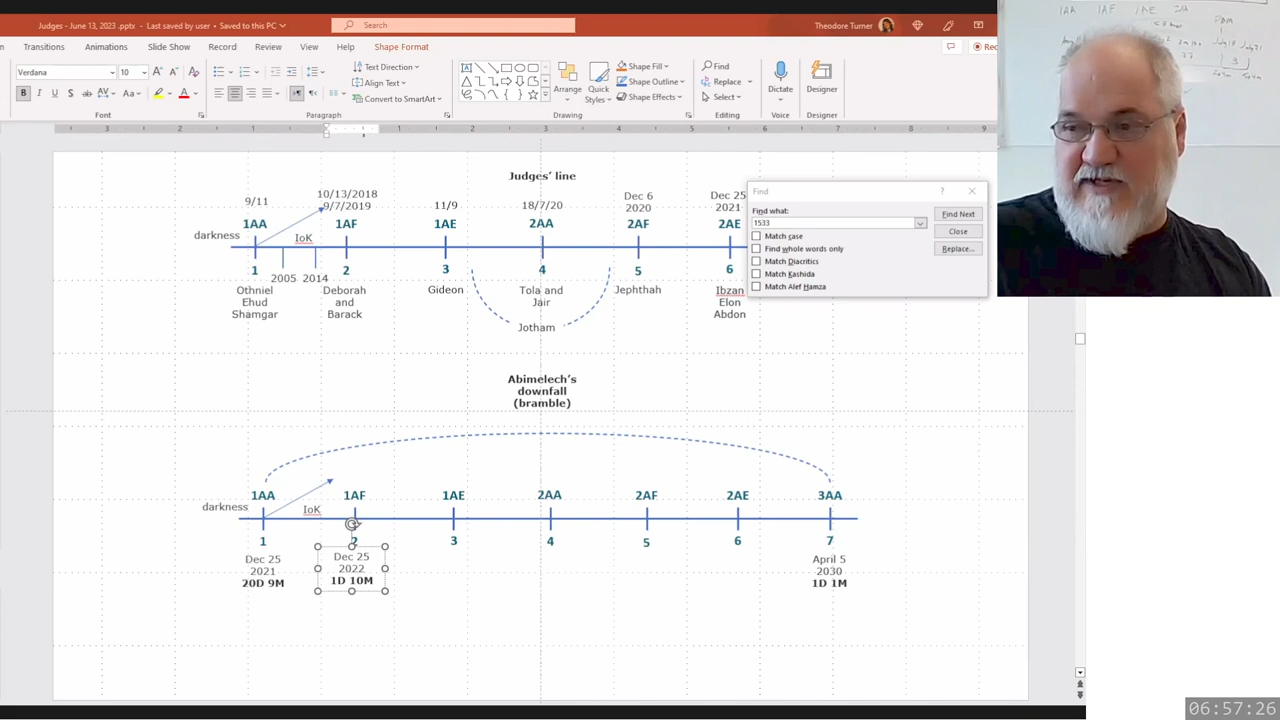 Judges - June 13, 2023 .pptx - Last saved by user • Saved to this PC
Search
Theodore Turner
Transitions Animations Slide Show Record Review View Help Shape Format
Rec
Verdana 10
Text Direction
Align Text
Convert to SmartArt
Arrange
Quick
Styles
Shape Fill
Shape Outline
Shape Effects
Find
Replace
Select
Dictate
Designer
Font Paragraph Drawing Editing Voice Designer
Judges' line
9/11
10/13/2018
9/7/2019
11/9
18/7/20
Dec 6
2020
Dec 25
2021
1AA 1AF 1AE 2AA 2AF 2AE
darkness
IoK
1 2005 2014 2 3 4 5 6
Othniel
Ehud
Shamgar
Deborah
and
Barack
Gideon
Tola and
Jair
Jephthah
Ibzan
Elon
Abdon
Jotham
Find
?
Find what:
1533
Find Next
Close
Replace...
Match case
Find whole words only
Match Diacritics
Match Kashida
Match Alef Hamza
Abimelech's
downfall
(bramble)
1AA 1AF 1AE 2AA 2AF 2AE 3AA
darkness
IoK
1 2 3 4 5 6 7
Dec 25
2021
20D 9M
Dec 25
2022
1D 10M
April 5
2030
1D 1M
06:57:26